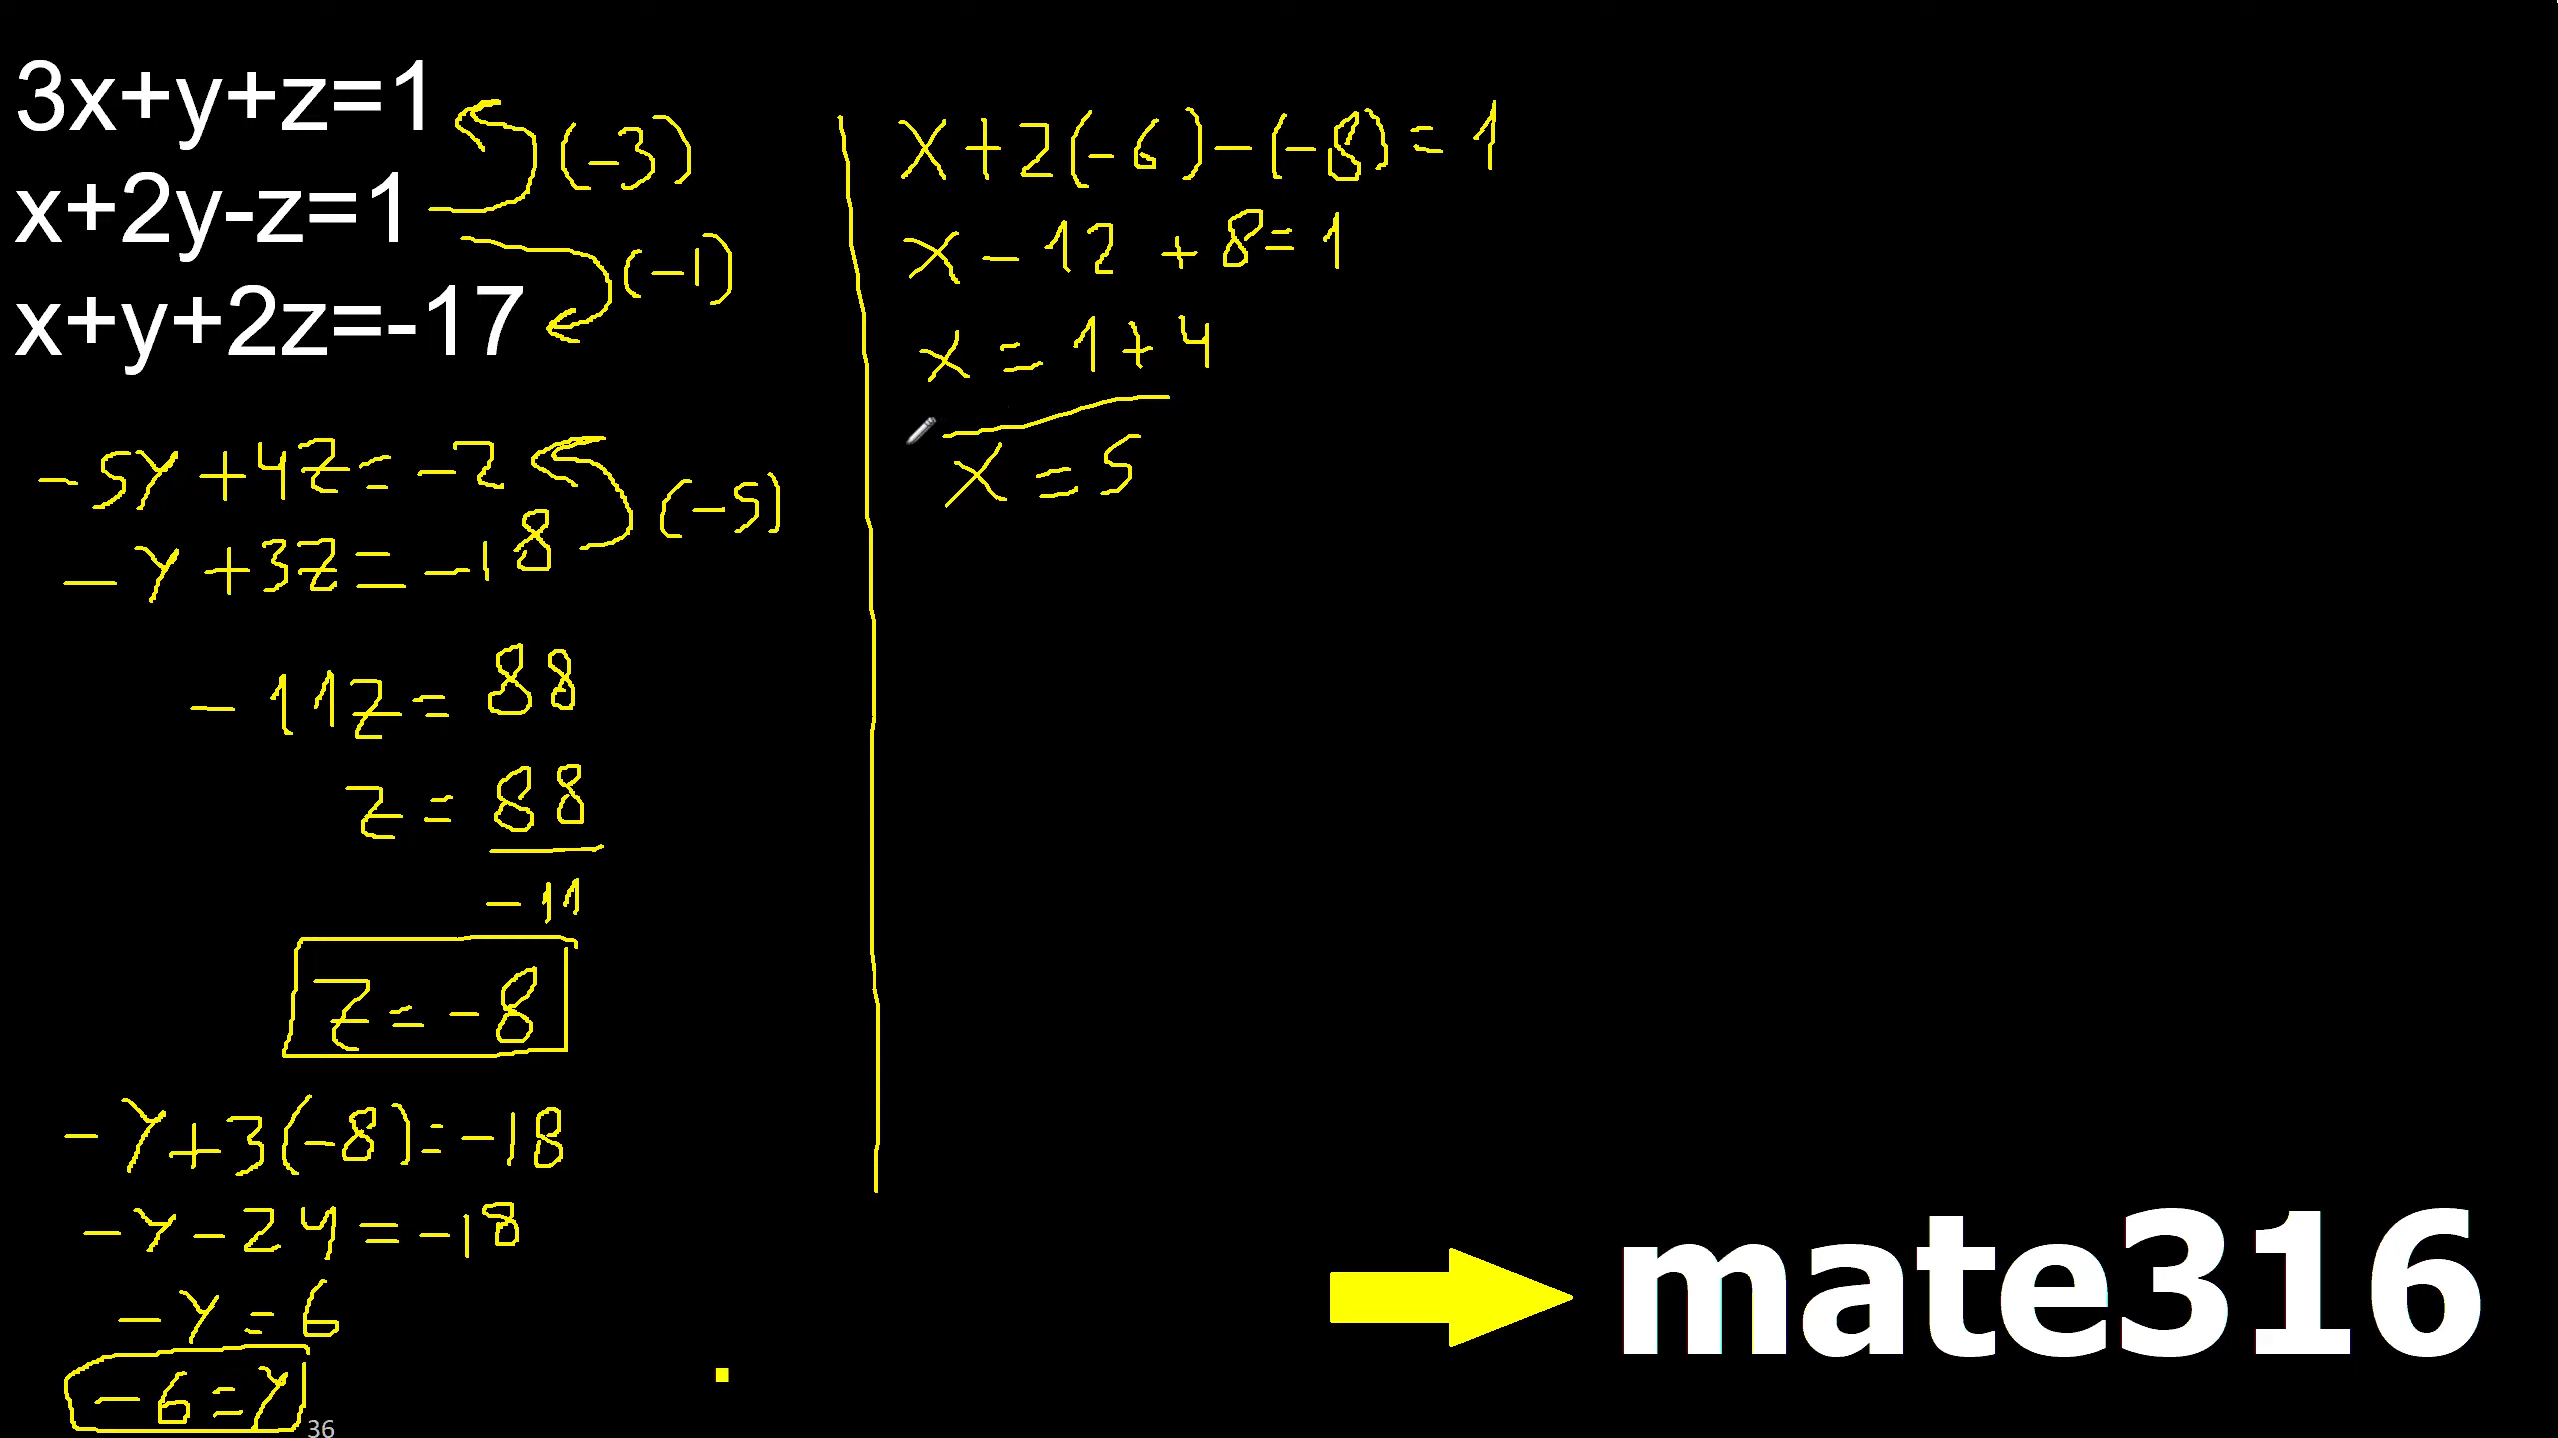 3x+y+z=1
(-3)
x+2y-z=1
(-1)
x+y+2z=-17
-5y+4z=-2
(-5)
-y+3z=-18
-11z=88
z=88
-11
z=-8
-y+3(-8)=-18
-y-24=-18
-y=6
-6=y
36
x+2(-6)-(-8)=1
x-12+8=1
x=1+4
x=5
mate316